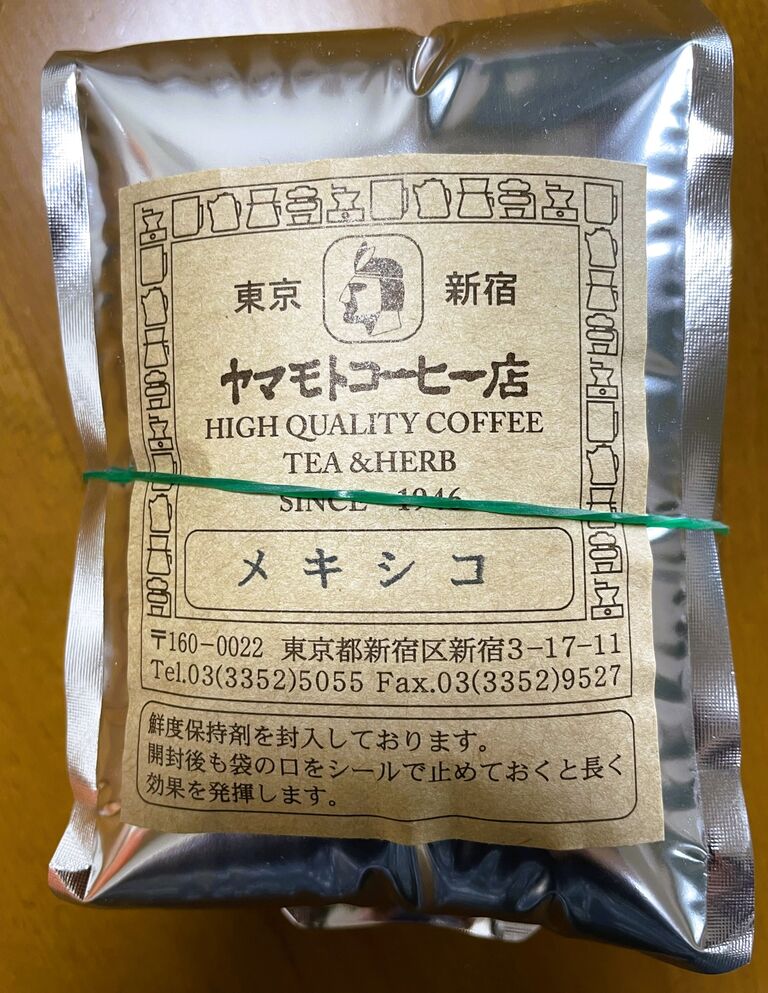 東京 新宿
ヤマモトコーヒー店
HIGH QUALITY COFFEE
TEA &HERB
SINCE 1946
メキシコ
〒160-0022 東京都新宿区新宿3-17-11
Tel.03(3352)5055 Fax.03(3352)9527
鮮度保持剤を封入しております。
開封後も袋の口をシールで止めておくと長く
効果を発揮します。